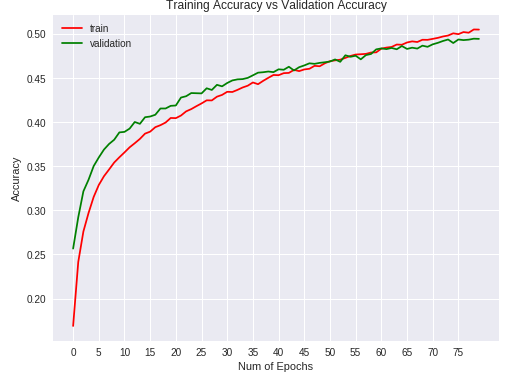 Training Accuracy vs Validation Accuracy
train
validation
0.50
0.45
0.40
0.35
0.30
0.25
0.20
Accuracy
0 5 10 15 20 25 30 35 40 45 50 55 60 65 70 75
Num of Epochs